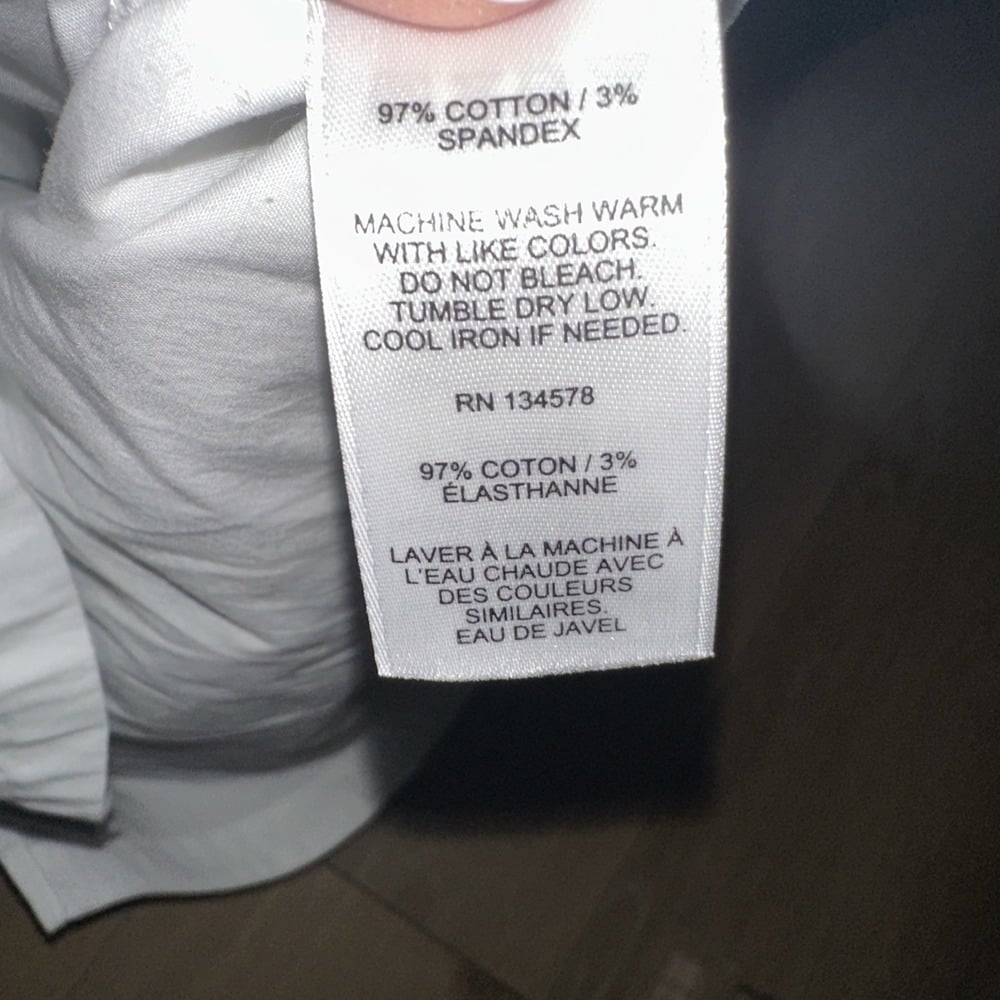 97% COTTON / 3%
SPANDEX
MACHINE WASH WARM
WITH LIKE COLORS.
DO NOT BLEACH.
TUMBLE DRY LOW.
COOL IRON IF NEEDED.
RN 134578
97% COTON / 3%
ÉLASTHANNE
LAVER À LA MACHINE À
L'EAU CHAUDE AVEC
DES COULEURS
SIMILAIRES.
EAU DE JAVEL